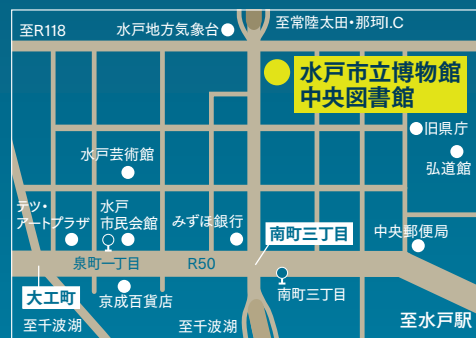 至R118
水戸地方気象台
至常陸太田・那珂I.C
水戸市立博物館
中央図書館
旧県庁
弘道館
水戸芸術館
テツ・
アートプラザ
水戸
市民会館
みずほ銀行
南町三丁目
中央郵便局
泉町一丁目
R50
大工町
京成百貨店
南町三丁目
至千波湖
至千波湖
至水戸駅